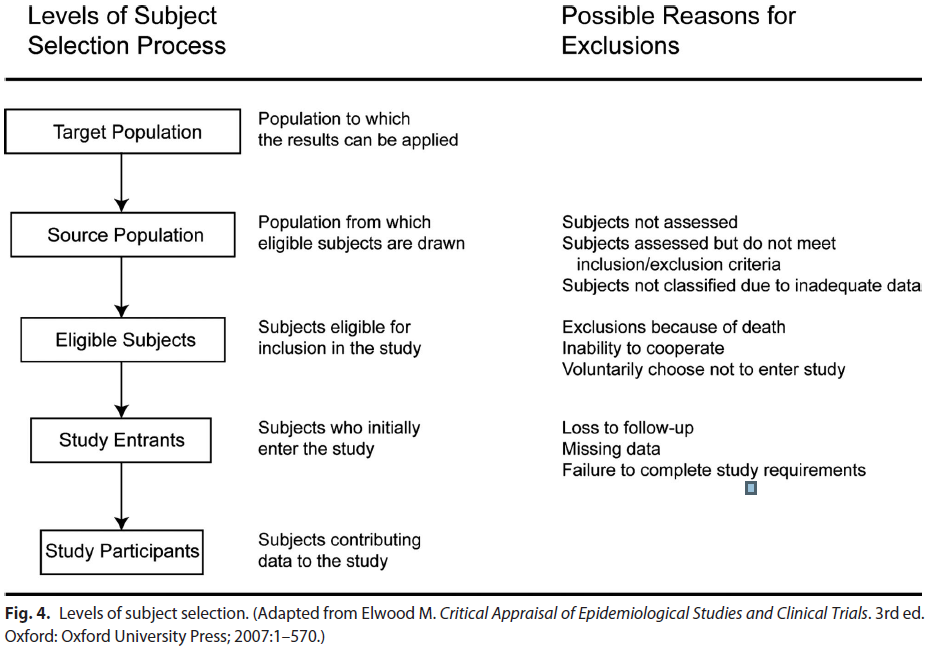 Levels of Subject
Selection Process
Possible Reasons for
Exclusions
Target Population
Population to which
the results can be applied
Source Population
Population from which
eligible subjects are drawn
Subjects not assessed
Subjects assessed but do not meet
inclusion/exclusion criteria
Subjects not classified due to inadequate data
Eligible Subjects
Subjects eligible for
inclusion in the study
Exclusions because of death
Inability to cooperate
Voluntarily choose not to enter study
Study Entrants
Subjects who initially
enter the study
Loss to follow-up
Missing data
Failure to complete study requirements
Study Participants
Subjects contributing
data to the study
Fig. 4. Levels of subject selection. (Adapted from Elwood M. Critical Appraisal of Epidemiological Studies and Clinical Trials. 3rd ed.
Oxford: Oxford University Press; 2007:1–570.)